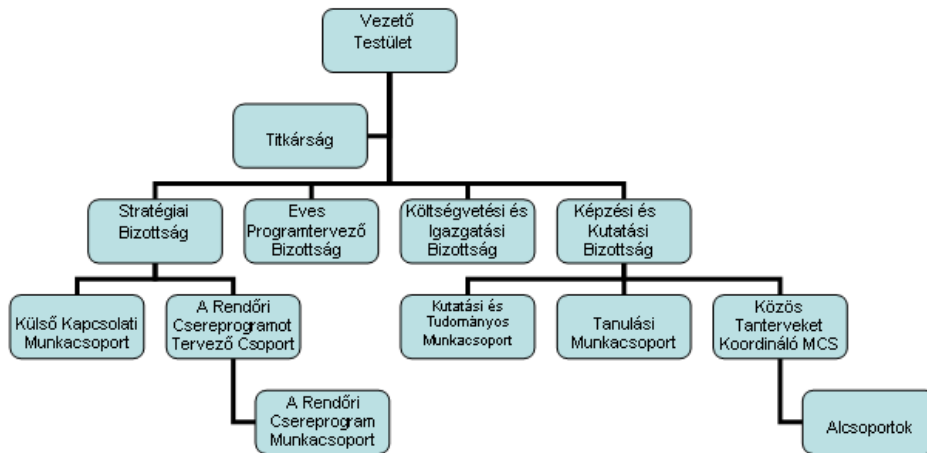 Vezető
Testület
Titkárság
Stratégiai
Bizottság
Eves
Programtervező
Bizottság
Költségvetési és
Igazgatási
Bizottság
Képzési és
Kutatási
Bizottság
Külső Kapcsolati
Munkacsoport
A Rendőri
Csereprogramot
Tervező Csoport
Kutatási és
Tudományos
Munkacsoport
Tanulási
Munkacsoport
Közös
Tanterveket
Koordináló MCS
A Rendőri
Csereprogram
Munkacsoport
Alcsoportok